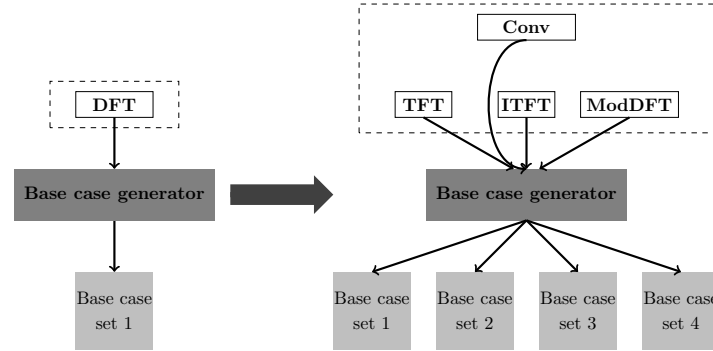 DFT
Base case generator
Base case
set 1
Conv
TFT
ITFT
ModDFT
Base case generator
Base case
set 1
Base case
set 2
Base case
set 3
Base case
set 4